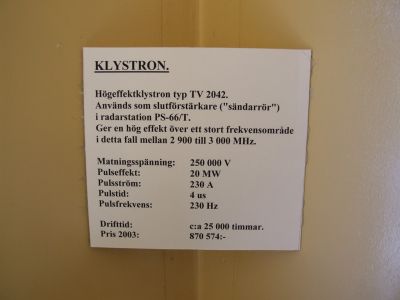 KLYSTRON.
Högeffektklystron typ TV 2042.
Används som slutförstärkare ("sändarrör")
i radarstation PS-66/T.
Ger en hög effekt över ett stort frekvensområde
i detta fall mellan 2 900 till 3 000 MHz.
Matningsspänning: 250 000 V
Pulseffekt: 20 MW
Pulsström: 230 A
Pulstid: 4 us
Pulsfrekvens: 230 Hz
Drifttid: c:a 25 000 timmar.
Pris 2003: 870 574:-